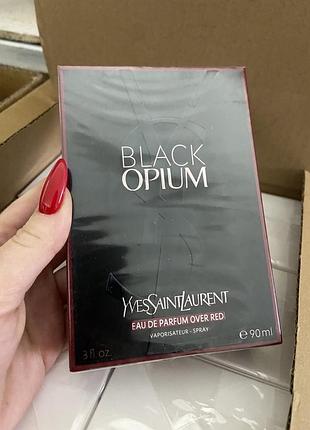 BLACK
OPIUM
YVESSAINTLAURENT
EAU DE PARFUM OVER RED
VAPORISATEUR - SPRAY
3 fl. oz. e 90 ml